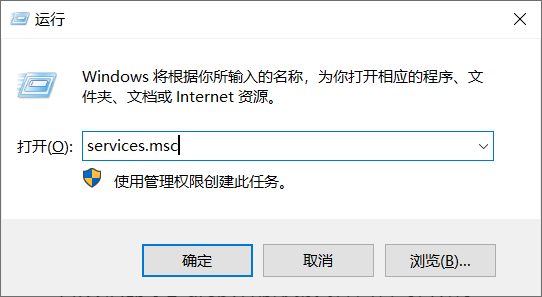 运行
Windows 将根据你所输入的名称，为你打开相应的程序、文
件夹、文档或 Internet 资源。
打开(O): services.msc
使用管理权限创建此任务。
确定 取消 浏览(B)...